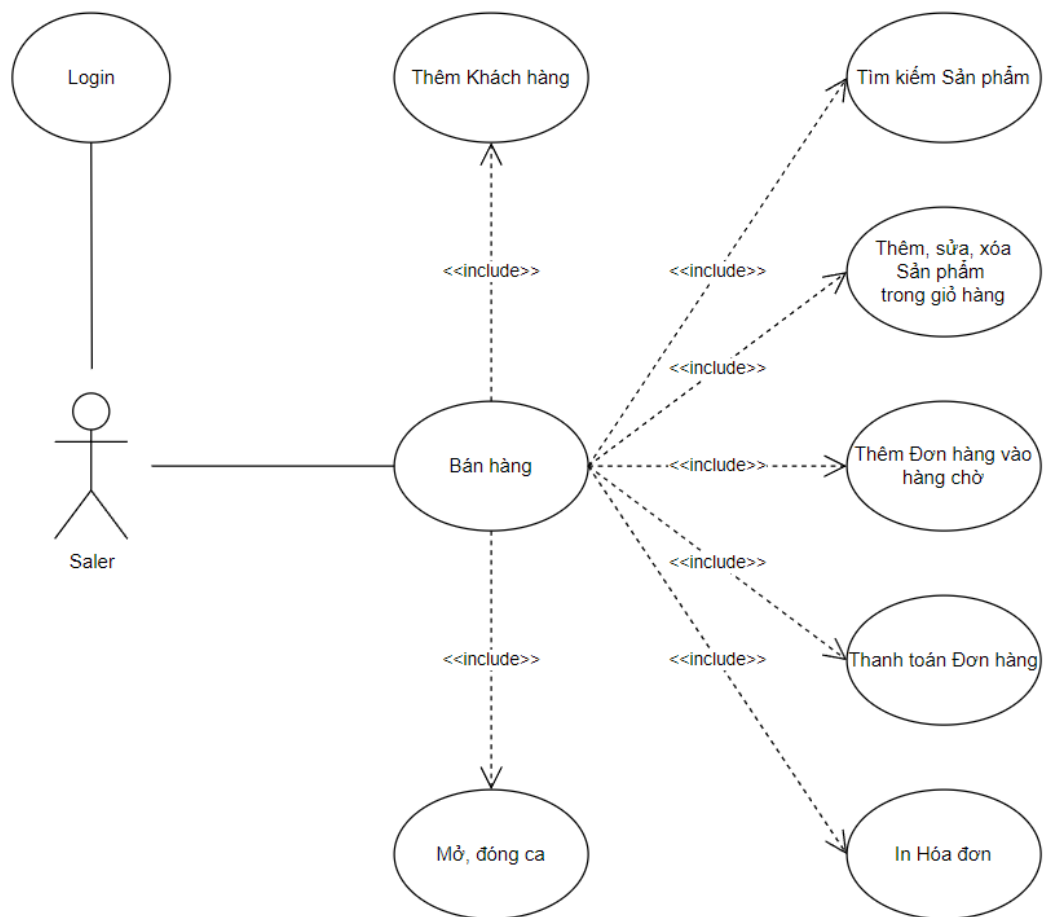 Login
Thêm Khách hàng
Tìm kiếm Sản phẩm
<<include>>
<<include>>
Thêm, sửa, xóa
Sản phẩm
trong giỏ hàng
<<include>>
Bán hàng
<<include>>
Thêm Đơn hàng vào
hàng chờ
Saler
<<include>>
<<include>>
<<include>>
Thanh toán Đơn hàng
Mở, đóng ca
In Hóa đơn